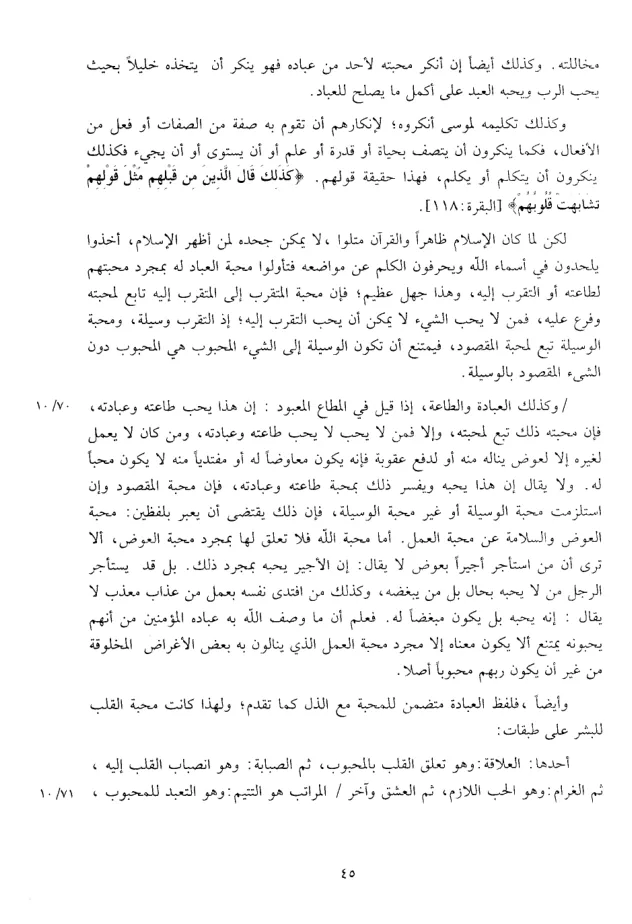 مخاللته. وكذلك أيضاً إن أنكر محبته لأحد من عباده فهو ينكر أن يتخذه خليلاً بحيث
يحب الرب ويحبه العبد على أكمل ما يصلح للعباد.
وكذلك تكليمه لموسى أنكروه؛ لإنكارهم أن تقوم به صفة من الصفات أو فعل من
الأفعال، فكما ينكرون أن يتصف بحياة أو قدرة أو علم أو أن يستوى أو أن يجيء فكذلك
ينكرون أن يتكلم أو يكلم، فهذا حقيقة قولهم. ﴿كَذَلِكَ قَالَ الَّذِينَ مِن قَبْلِهِم مِّثْلَ قَوْلِهِمْ
تَشَابَهَتْ قُلُوبُهُمْ﴾ [البقرة:١١٨].
لكن لما كان الإسلام ظاهراً والقرآن متلوا ،لا يمكن جحده لمن أظهر الإسلام، أخذوا
يلحدون في أسماء اللّه ويحرفون الكلم عن مواضعه فتأولوا محبة العباد له بمجرد محبتهم
لطاعته أو التقرب إليه، وهذا جهل عظيم؛ فإن محبة المتقرب إلى المتقرب إليه تابع لمحبته
وفرع عليه، فمن لا يحب الشيء لا يمكن أن يحب التقرب إليه؛ إذ التقرب وسيلة، ومحبة
الوسيلة تبع لمحبة المقصود، فيمتنع أن تكون الوسيلة إلى الشيء المحبوب هي المحبوب دون
الشيء المقصود بالوسيلة.
/ وكذلك العبادة والطاعة، إذا قيل في المطاع المعبود : إن هذا يحب طاعته وعبادته، ١٠/٧٠
فإن محبته ذلك تبع لمحبته، وإلا فمن لا يحب لا يحب طاعته وعبادته، ومن كان لا يعمل
لغيره إلا لعوض يناله منه أو لدفع عقوبة فإنه يكون معاوضاً له أو مفتدياً منه لا يكون محباً
له. ولا يقال إن هذا يحبه ويفسر ذلك بمحبة طاعته وعبادته، فإن محبة المقصود وإن
استلزمت محبة الوسيلة أو غير محبة الوسيلة، فإن ذلك يقتضى أن يعبر بلفظين: محبة
العوض والسلامة عن محبة العمل. أما محبة اللّه فلا تعلق لها بمجرد محبة العوض، ألا
ترى أن من استأجر أجيراً بعوض لا يقال: إن الأجير يحبه بمجرد ذلك. بل قد يستأجر
الرجل من لا يحبه بحال بل من يبغضه، وكذلك من افتدى نفسه بعمل من عذاب معذب لا
يقال : إنه يحبه بل يكون مبغضاً له. فعلم أن ما وصف اللّه به عباده المؤمنين من أنهم
يحبونه يمتنع ألا يكون معناه إلا مجرد محبة العمل الذي ينالون به بعض الأغراض المخلوقة
من غير أن يكون ربهم محبوباً أصلا.
وأيضاً ،فلفظ العبادة متضمن للمحبة مع الذل كما تقدم؛ ولهذا كانت محبة القلب
للبشر على طبقات:
أحدها: العلاقة:وهو تعلق القلب بالمحبوب، ثم الصبابة: وهو انصباب القلب إليه ،
ثم الغرام:وهو الحب اللازم، ثم العشق وآخر / المراتب هو التتيم:وهو التعبد للمحبوب ، ١٠/٧١
٤٥